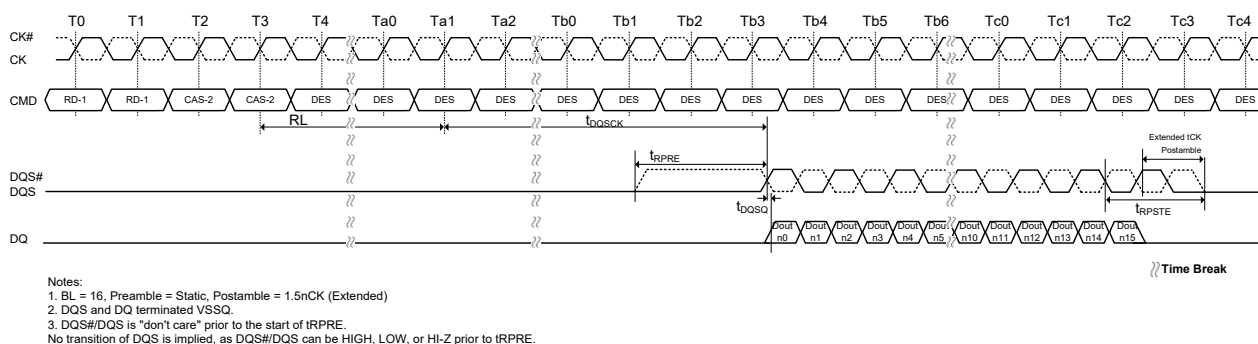 T0 T1 T2 T3 T4 Ta0 Ta1 Ta2 Tb0 Tb1 Tb2 Tb3 Tb4 Tb5 Tb6 Tc0 Tc1 Tc2 Tc3 Tc4
CK#
CK
CMD RD-1 RD-1 CAS-2 CAS-2 DES DES DES DES DES DES DES DES DES DES DES DES DES DES DES DES
RL tDQSCK
Extended tCK
Postamble
tRPRE
DQS#
DQS
tDQSQ tRPSTE
DQ Dout n0 Dout n1 Dout n2 Dout n3 Dout n4 Dout n5 Dout n10 Dout n11 Dout n12 Dout n13 Dout n14 Dout n15
Time Break
Notes:
1. BL = 16, Preamble = Static, Postamble = 1.5nCK (Extended)
2. DQS and DQ terminated VSSQ.
3. DQS#/DQS is "don't care" prior to the start of tRPRE.
No transition of DQS is implied, as DQS#/DQS can be HIGH, LOW, or HI-Z prior to tRPRE.